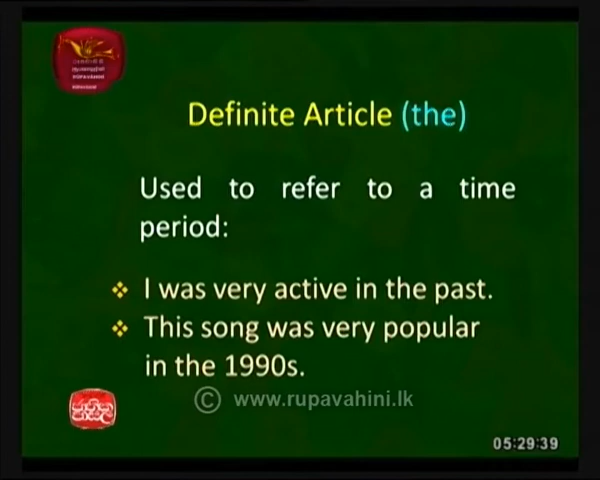 Definite Article (the)
Used to refer to a time
period:
❖ I was very active in the past.
❖ This song was very popular
in the 1990s.
© www.rupavahini.lk
05:29:39